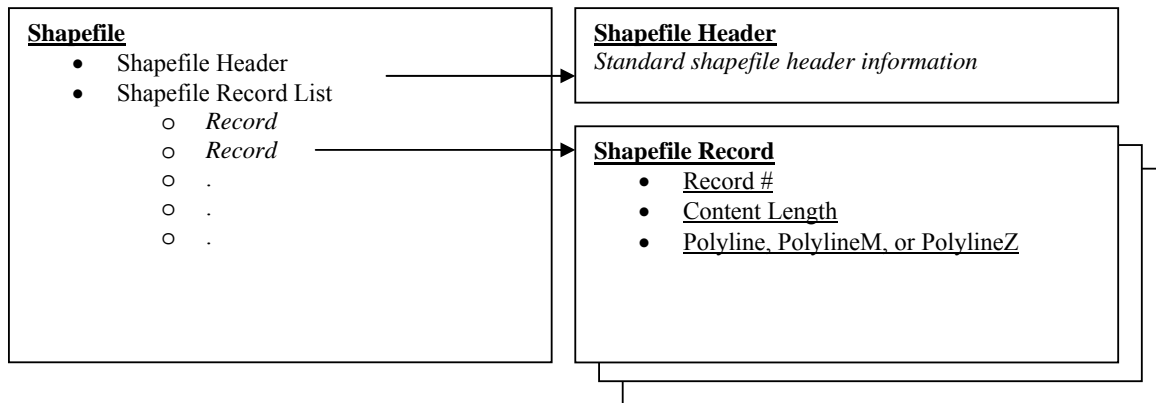 Shapefile
• Shapefile Header
• Shapefile Record List
o Record
o Record
o .
o .
o .
Shapefile Header
Standard shapefile header information
Shapefile Record
• Record #
• Content Length
• Polyline, PolylineM, or PolylineZ